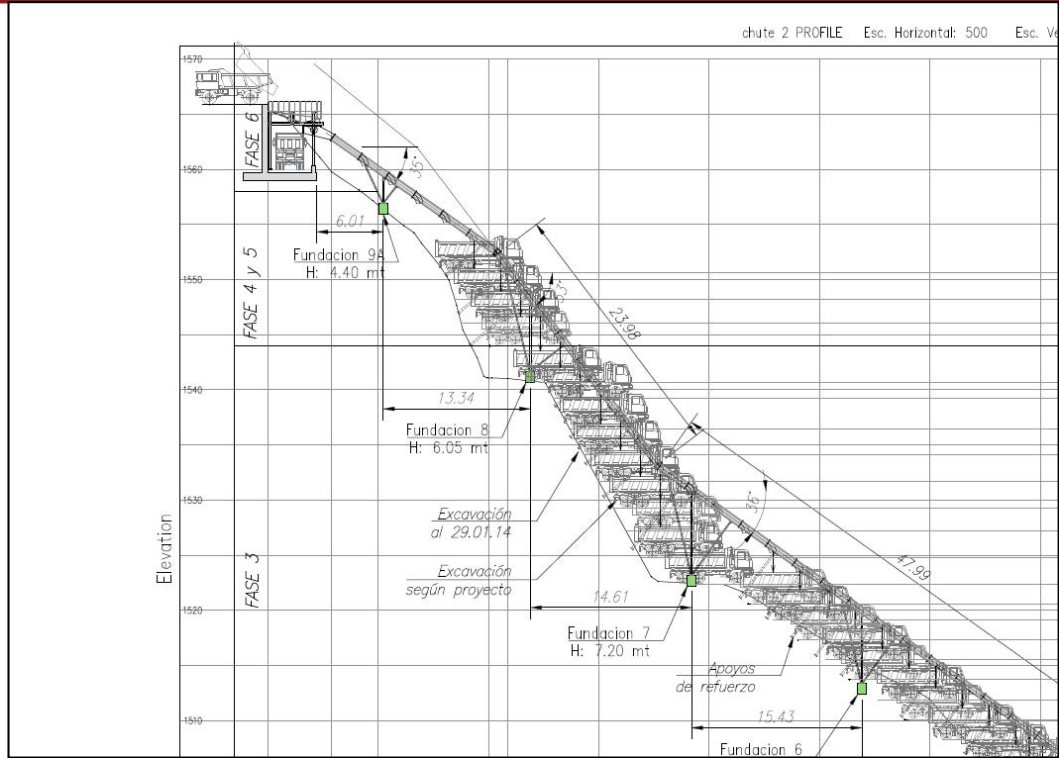 chute 2 PROFILE   Esc. Horizontal: 500   Esc. Ve
1570
1560
1550
1540
1530
1520
1510
Elevation
FASE 6
FASE 4 y 5
FASE 3
35°
6.01
Fundacion 9A
H: 4.40 mt
53°
23.98
13.34
Fundacion 8
H: 6.05 mt
Excavación
al 29.01.14
Excavación
según proyecto
36°
47.99
14.61
Fundacion 7
H: 7.20 mt
Apoyos
de refuerzo
15.43
Fundacion 6